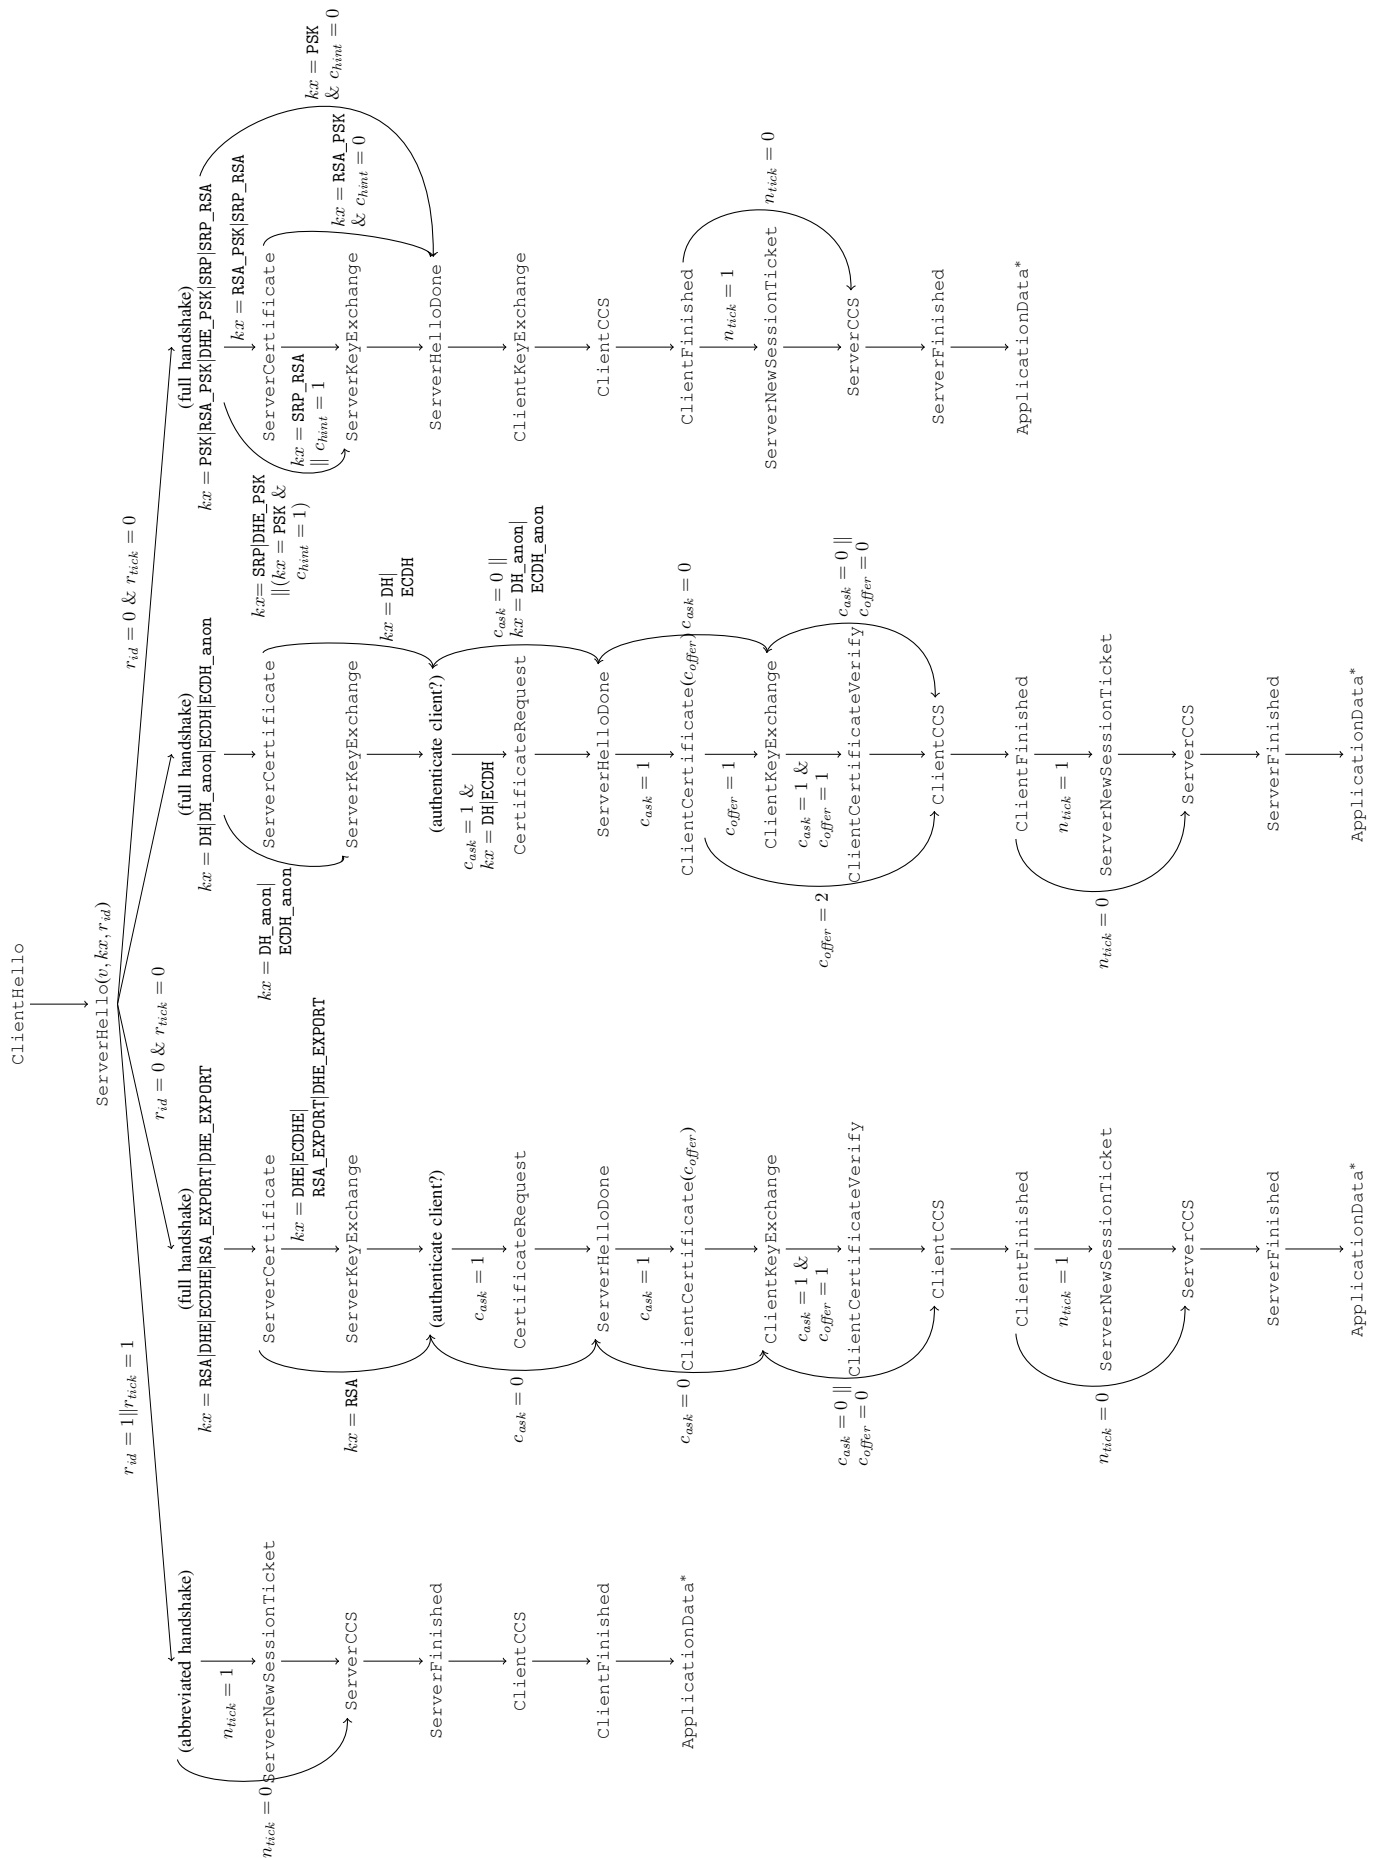 ClientHello
ServerHello(v, kx, r_id)
r_id = 1||r_tick = 1
r_id = 0 & r_tick = 0
r_id = 0 & r_tick = 0
(abbreviated handshake)
n_tick = 1
n_tick = 0
ServerNewSessionTicket
ServerCCS
ServerFinished
ClientCCS
ClientFinished
ApplicationData*
(full handshake)
kx = RSA|DHE|ECDHE|RSA_EXPORT|DHE_EXPORT
ServerCertificate
kx = DHE|ECDHE|
RSA_EXPORT|DHE_EXPORT
kx = RSA
ServerKeyExchange
(authenticate client?)
c_ask = 1
c_ask = 0
CertificateRequest
ServerHelloDone
c_ask = 1
c_ask = 0
ClientCertificate(c_offer)
ClientKeyExchange
c_ask = 1 &
c_offer = 1
c_ask = 0 ||
c_offer = 0
ClientCertificateVerify
ClientCCS
ClientFinished
n_tick = 1
n_tick = 0
ServerNewSessionTicket
ServerCCS
ServerFinished
ApplicationData*
(full handshake)
kx = DH|DH_anon|ECDH|ECDH_anon
kx = DH_anon|
ECDH_anon
ServerCertificate
kx = DH|
ECDH
ServerKeyExchange
(authenticate client?)
c_ask = 1 &
kx = DH|ECDH
c_ask = 0 ||
kx = DH_anon|
ECDH_anon
CertificateRequest
ServerHelloDone
c_ask = 1
c_ask = 0
ClientCertificate(c_offer)
c_offer = 1
c_offer = 2
ClientKeyExchange
c_ask = 1 &
c_offer = 1
c_ask = 0 ||
c_offer = 0
ClientCertificateVerify
ClientCCS
ClientFinished
n_tick = 1
n_tick = 0
ServerNewSessionTicket
ServerCCS
ServerFinished
ApplicationData*
(full handshake)
kx = PSK|RSA_PSK|DHE_PSK|SRP|SRP_RSA
kx = RSA_PSK|SRP_RSA
kx= SRP|DHE_PSK
||(kx = PSK &
c_hint = 1)
kx = PSK
& c_hint = 0
ServerCertificate
kx = SRP_RSA
|| c_hint = 1
kx = RSA_PSK
& c_hint = 0
ServerKeyExchange
ServerHelloDone
ClientKeyExchange
ClientCCS
ClientFinished
n_tick = 1
n_tick = 0
ServerNewSessionTicket
ServerCCS
ServerFinished
ApplicationData*